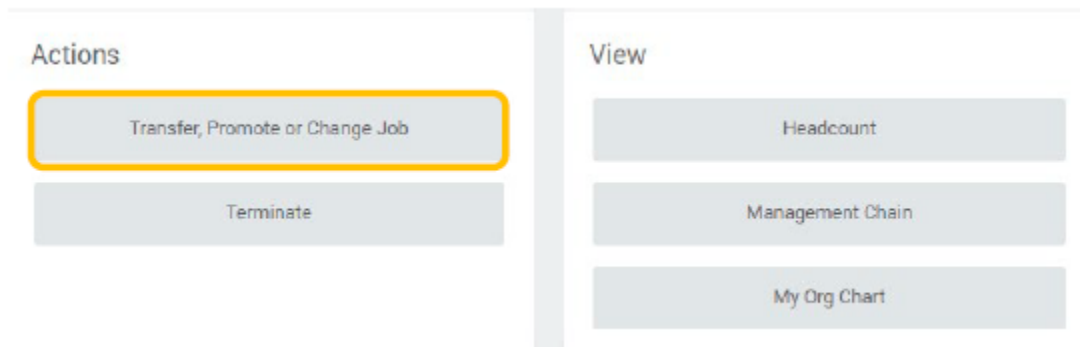 Actions
Transfer, Promote or Change Job
Terminate
View
Headcount
Management Chain
My Org Chart